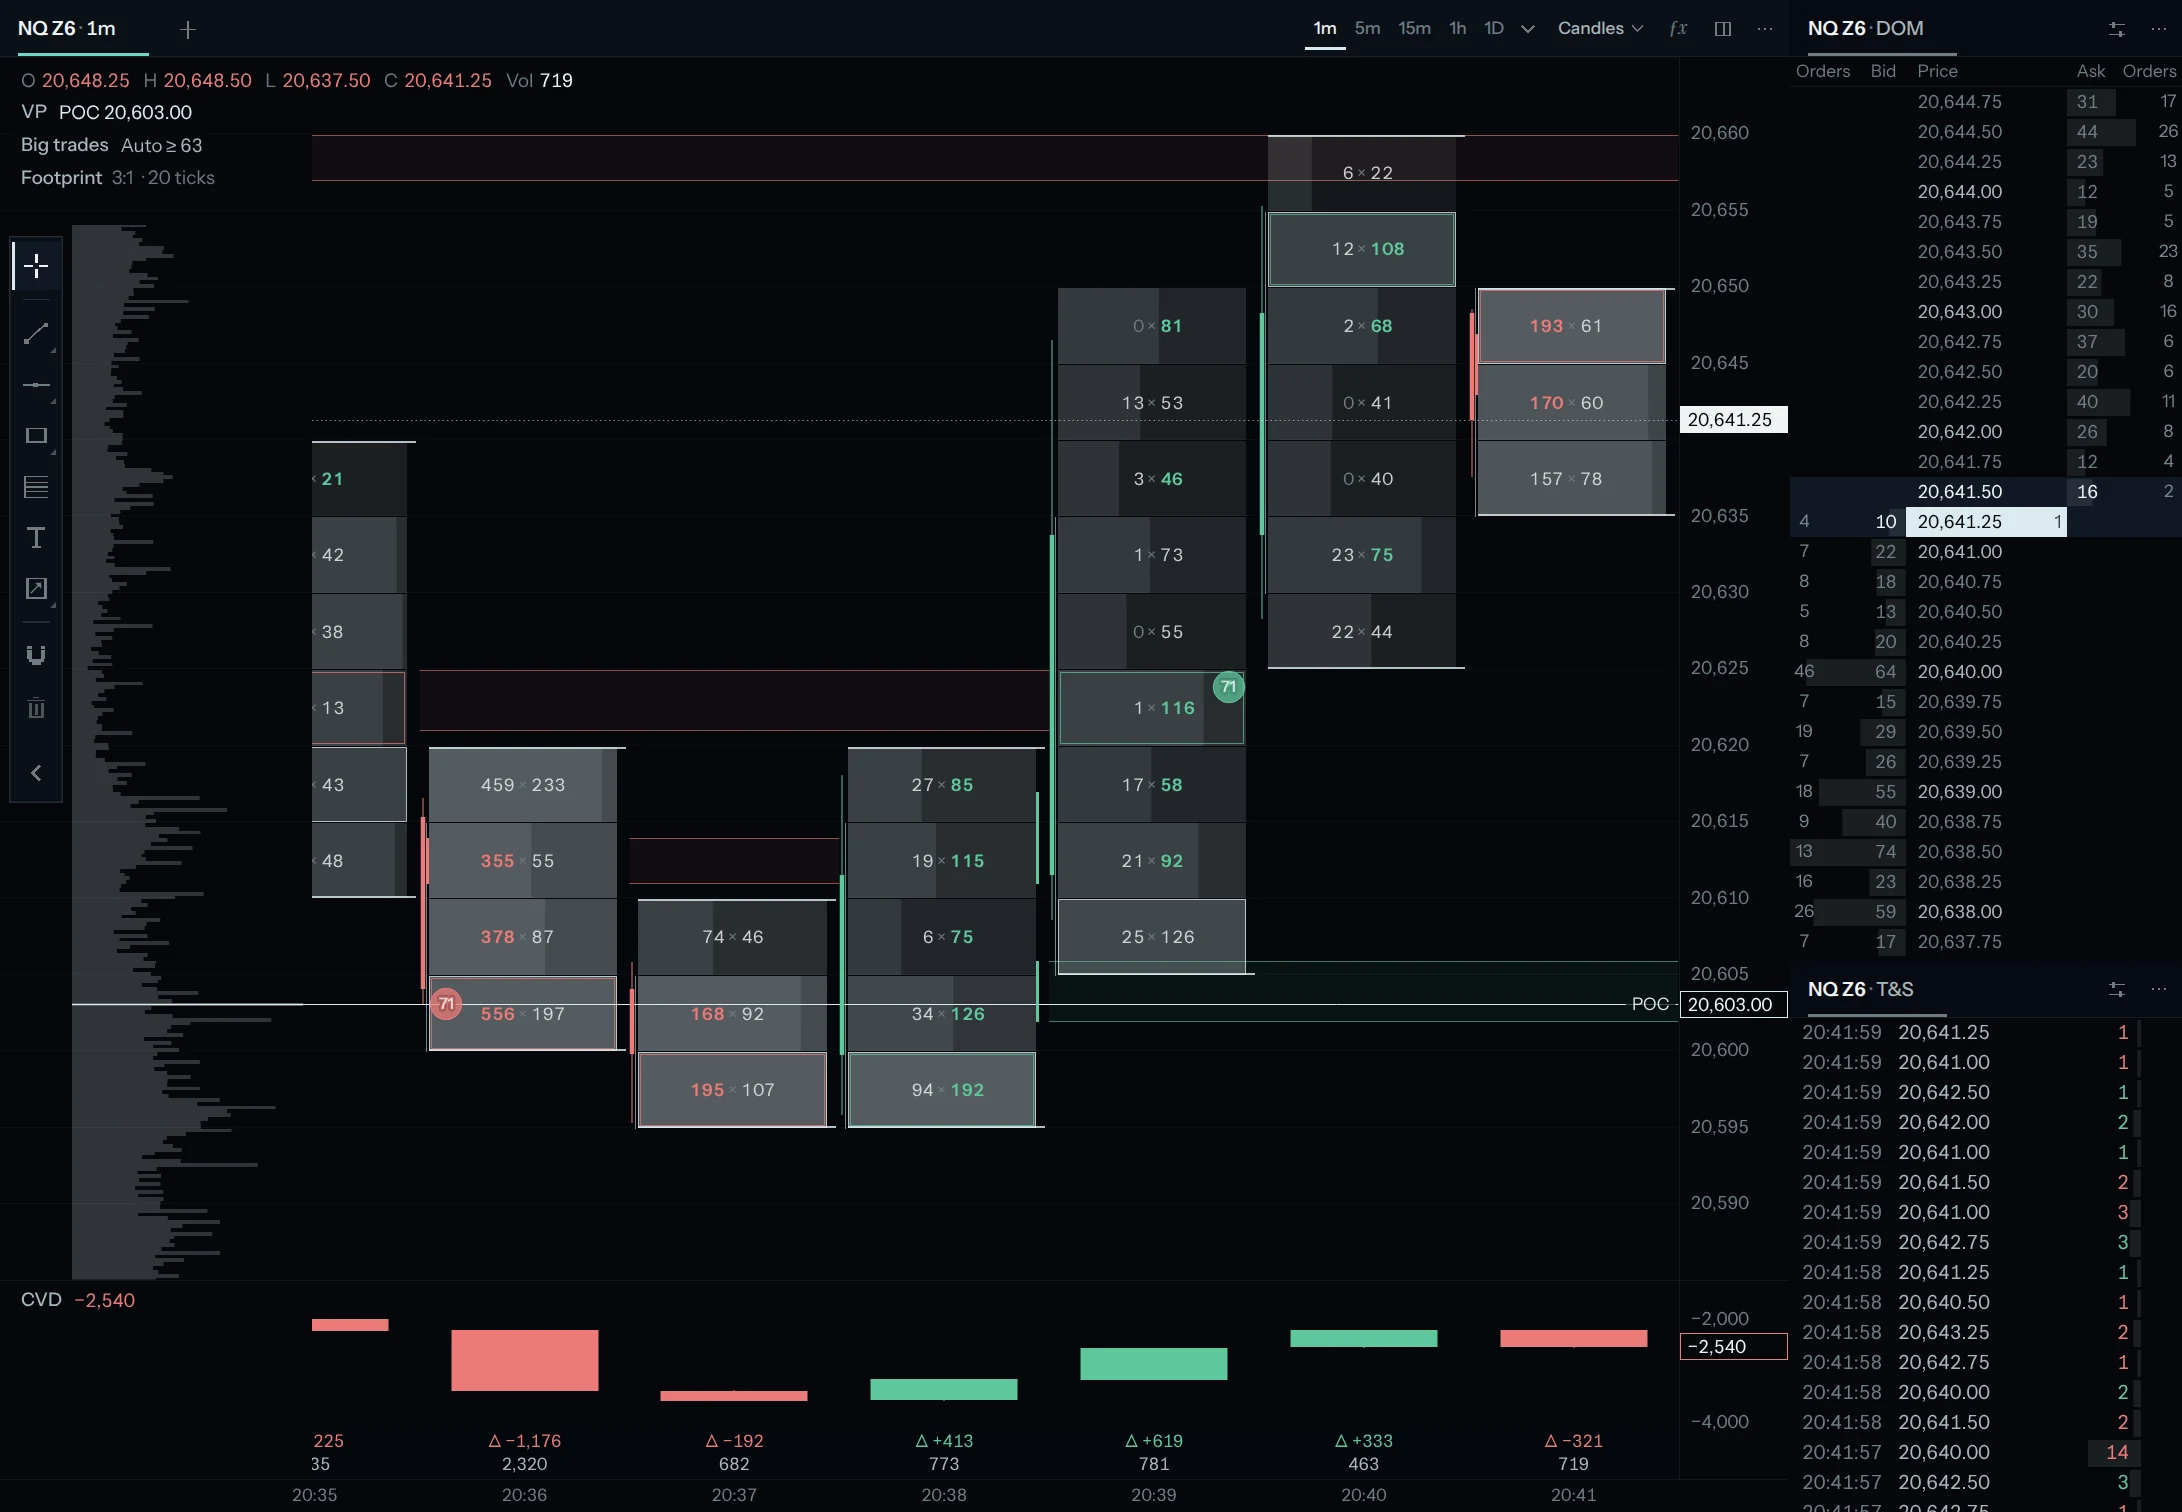 NQ Z6 · 1m
1m 5m 15m 1h 1D Candles ƒx ···
O 20,648.25 H 20,648.50 L 20,637.50 C 20,641.25 Vol 719
VP POC 20,603.00
Big trades Auto ≥ 63
Footprint 3:1 · 20 ticks
× 21
× 42
× 38
× 13
× 43
× 48
459 × 233
355 × 55
378 × 87
71
556 × 197
74 × 46
168 × 92
195 × 107
27 × 85
19 × 115
6 × 75
34 × 126
94 × 192
0 × 81
13 × 53
3 × 46
1 × 73
0 × 55
71
1 × 116
17 × 58
21 × 92
25 × 126
6 × 22
12 × 108
2 × 68
0 × 41
0 × 40
23 × 75
22 × 44
193 × 61
170 × 60
157 × 78
20,660
20,655
20,650
20,645
20,641.25
20,635
20,630
20,625
20,620
20,615
20,610
20,605
POC 20,603.00
20,600
20,595
20,590
CVD −2,540
−2,000
−2,540
−4,000
225 Δ −1,176 Δ −192 Δ +413 Δ +619 Δ +333 Δ −321
35 2,320 682 773 781 463 719
20:35 20:36 20:37 20:38 20:39 20:40 20:41
NQ Z6 · DOM
Orders Bid Price Ask Orders
20,644.75 31 17
20,644.50 44 26
20,644.25 23 13
20,644.00 12 5
20,643.75 19 5
20,643.50 35 23
20,643.25 22 8
20,643.00 30 16
20,642.75 37 6
20,642.50 20 6
20,642.25 40 11
20,642.00 26 8
20,641.75 12 4
20,641.50 16 2
4 10 20,641.25 1
7 22 20,641.00
8 18 20,640.75
5 13 20,640.50
8 20 20,640.25
46 64 20,640.00
7 15 20,639.75
19 29 20,639.50
7 26 20,639.25
18 55 20,639.00
9 40 20,638.75
13 74 20,638.50
16 23 20,638.25
26 59 20,638.00
7 17 20,637.75
NQ Z6 · T&S
20:41:59 20,641.25 1
20:41:59 20,641.00 1
20:41:59 20,642.50 1
20:41:59 20,642.00 2
20:41:59 20,641.00 1
20:41:59 20,641.50 2
20:41:59 20,641.00 3
20:41:59 20,642.75 3
20:41:58 20,641.25 1
20:41:58 20,640.50 1
20:41:58 20,643.25 2
20:41:58 20,642.75 1
20:41:58 20,640.00 2
20:41:58 20,641.50 2
20:41:57 20,640.00 14
20:41:57 20,642.50 3
20:41:57 20,642.75 1